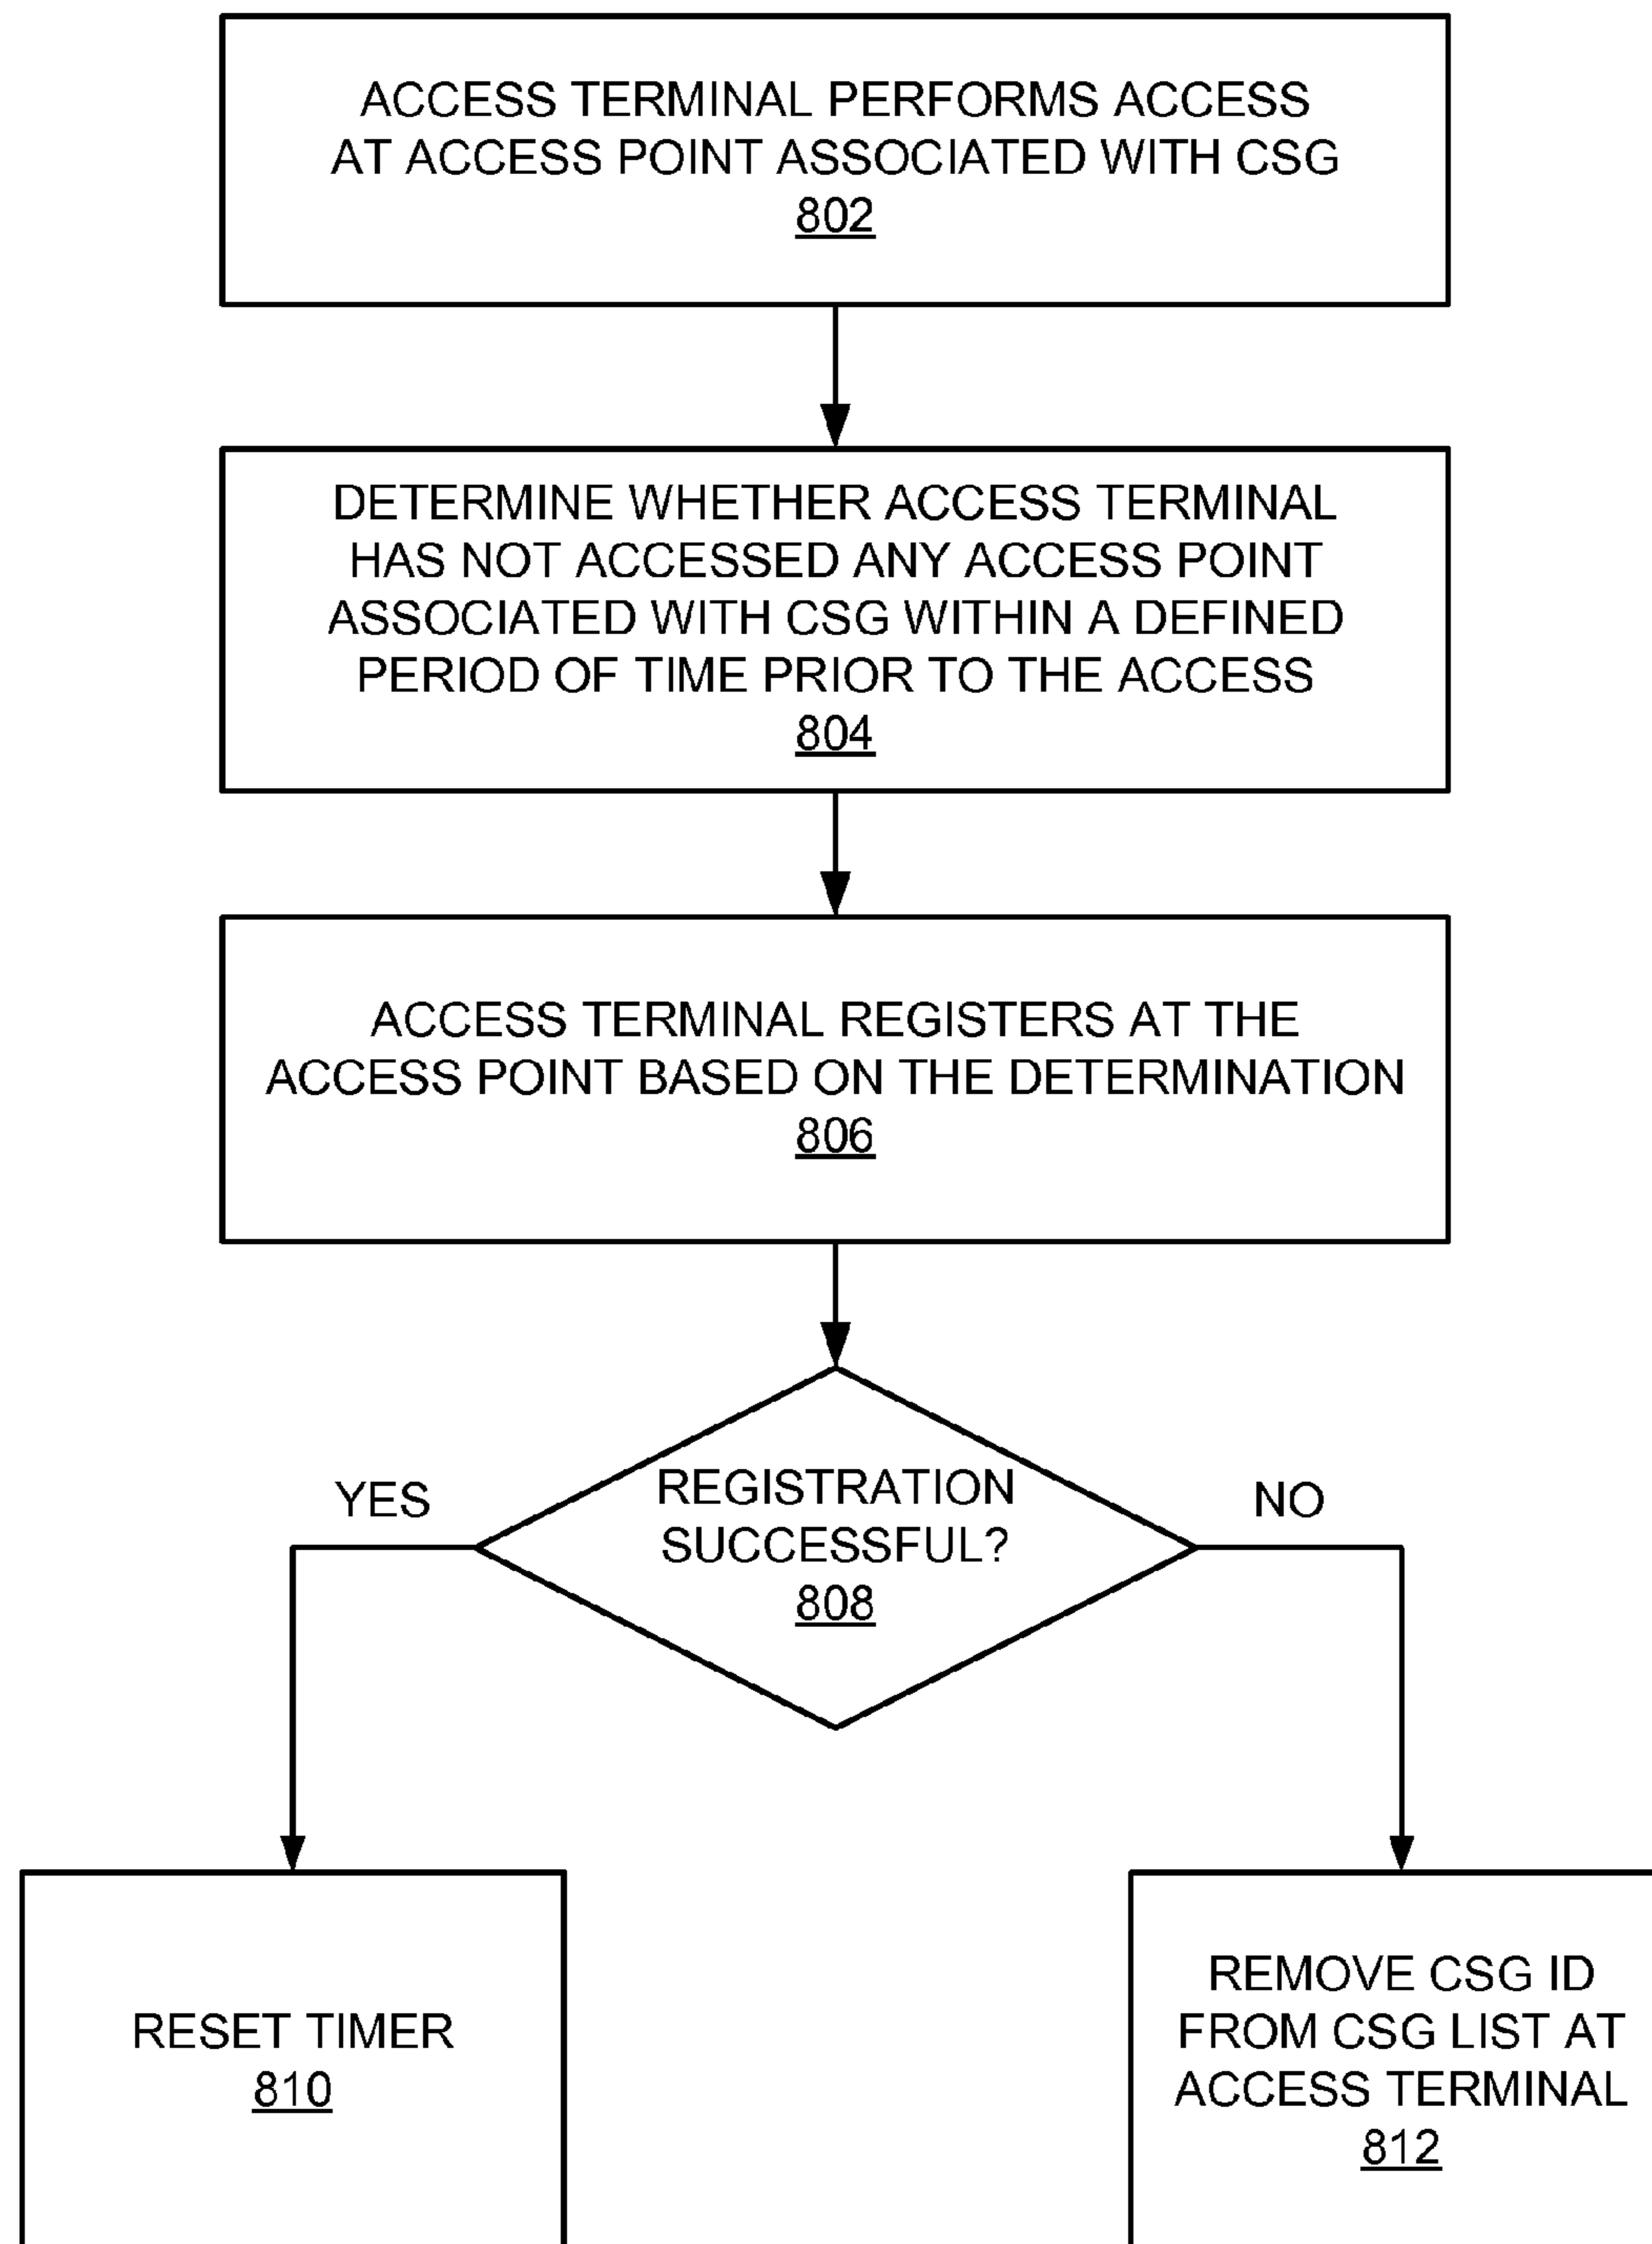 ACCESS TERMINAL PERFORMS ACCESS
AT ACCESS POINT ASSOCIATED WITH CSG
802
DETERMINE WHETHER ACCESS TERMINAL
HAS NOT ACCESSED ANY ACCESS POINT
ASSOCIATED WITH CSG WITHIN A DEFINED
PERIOD OF TIME PRIOR TO THE ACCESS
804
ACCESS TERMINAL REGISTERS AT THE
ACCESS POINT BASED ON THE DETERMINATION
806
REGISTRATION
SUCCESSFUL?
808
YES
NO
RESET TIMER
810
REMOVE CSG ID
FROM CSG LIST AT
ACCESS TERMINAL
812